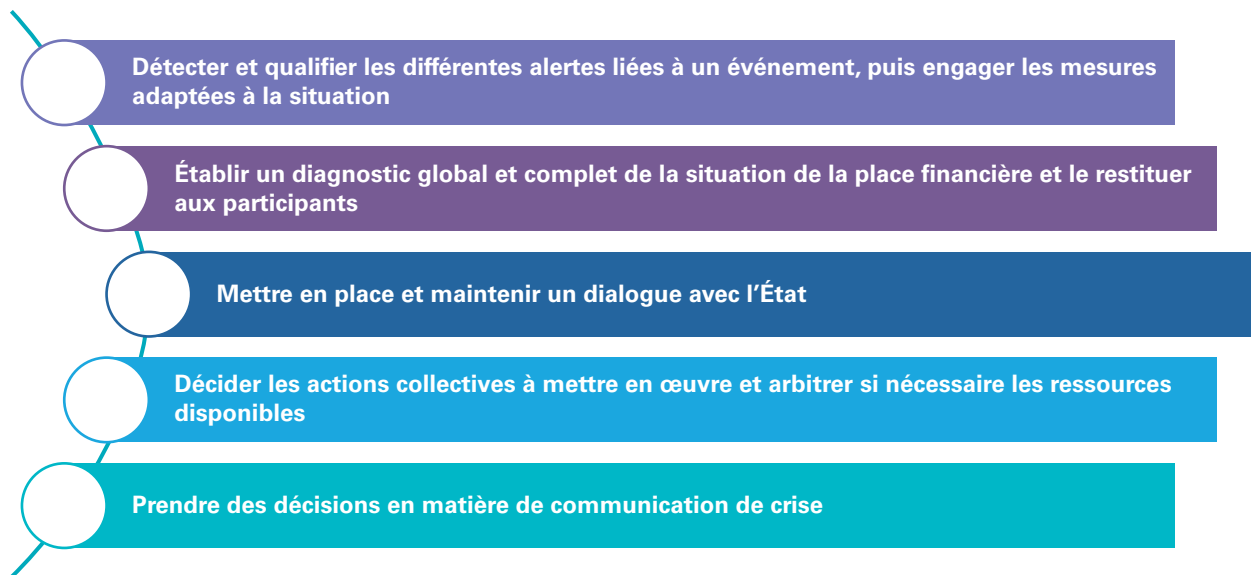 Détecter et qualifier les différentes alertes liées à un événement, puis engager les mesures
adaptées à la situation
Établir un diagnostic global et complet de la situation de la place financière et le restituer
aux participants
Mettre en place et maintenir un dialogue avec l’État
Décider les actions collectives à mettre en œuvre et arbitrer si nécessaire les ressources
disponibles
Prendre des décisions en matière de communication de crise